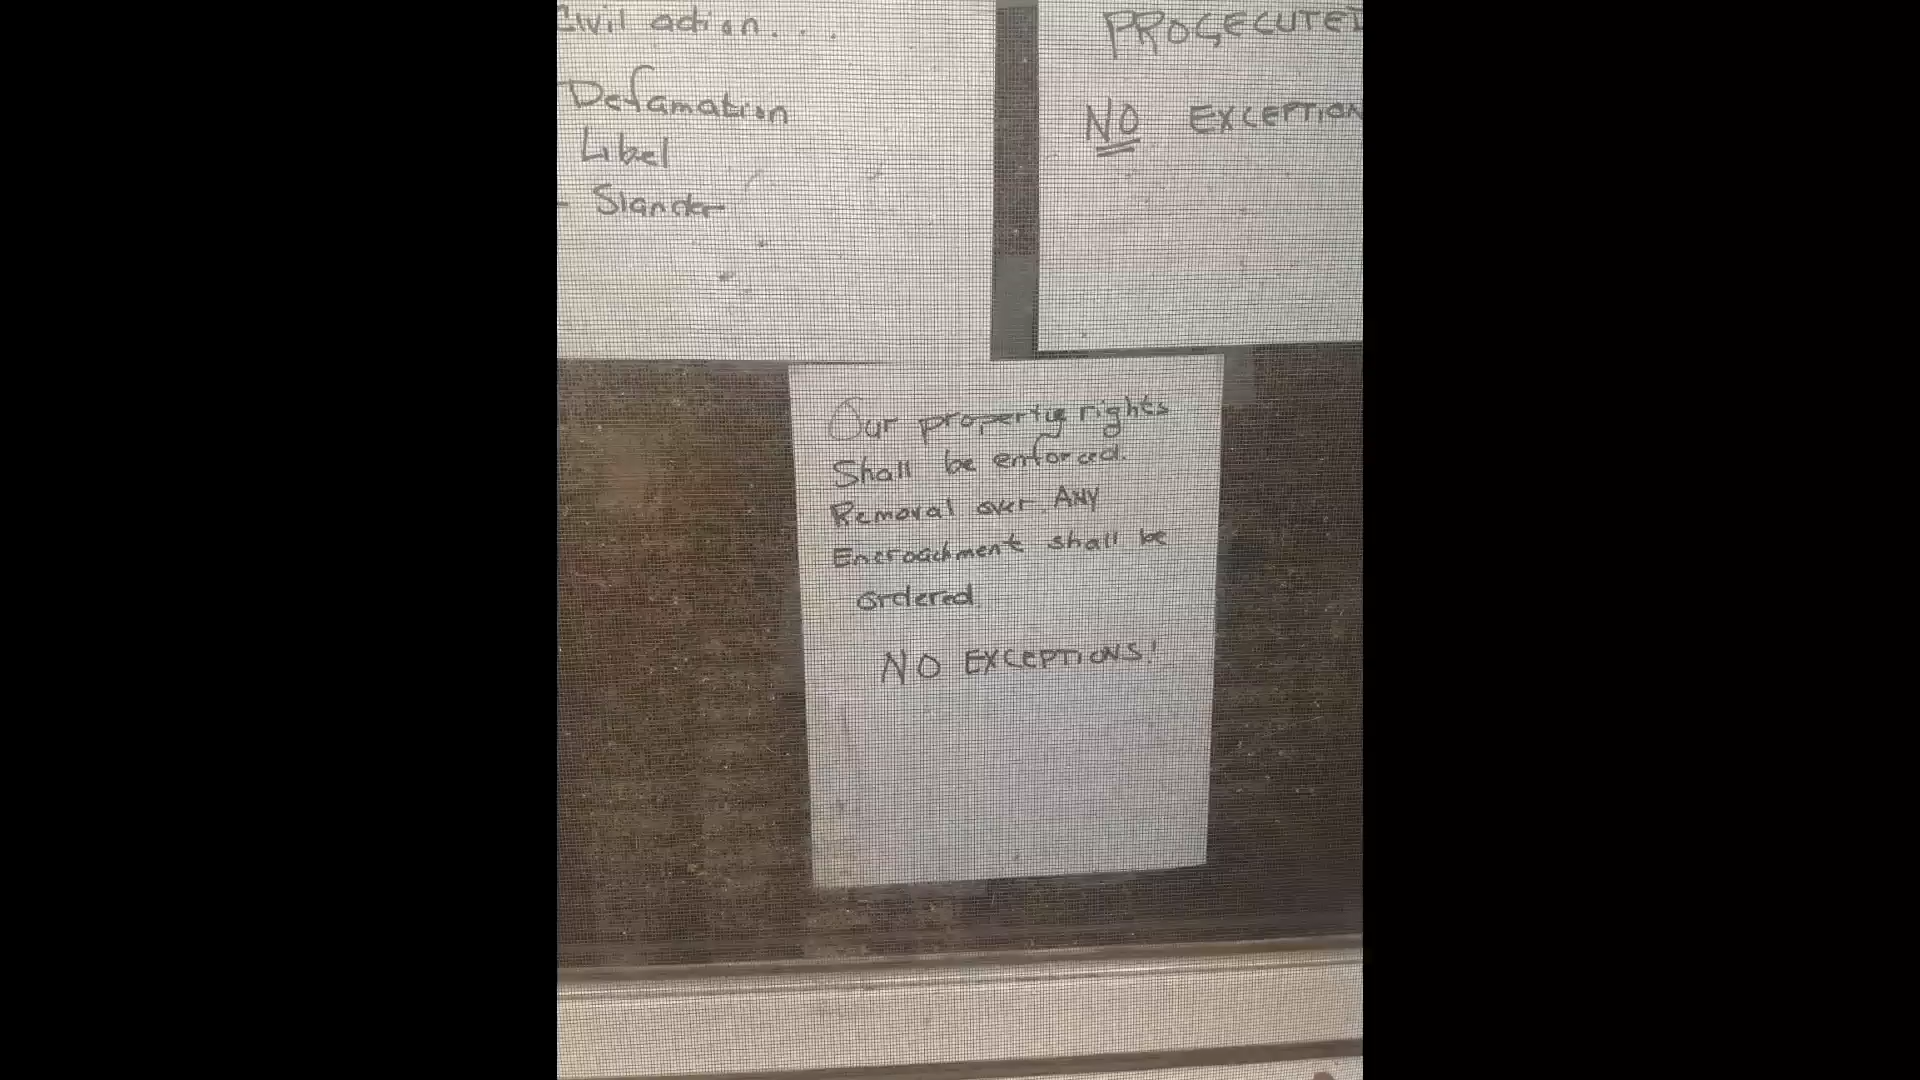 Civil action...
Defamation
Libel
- Slander
PROSECUTED
NO EXCEPTION
Our property rights
Shall be enforced.
Removal over ANY
Encroachment shall be
ordered
NO EXCEPTIONS!